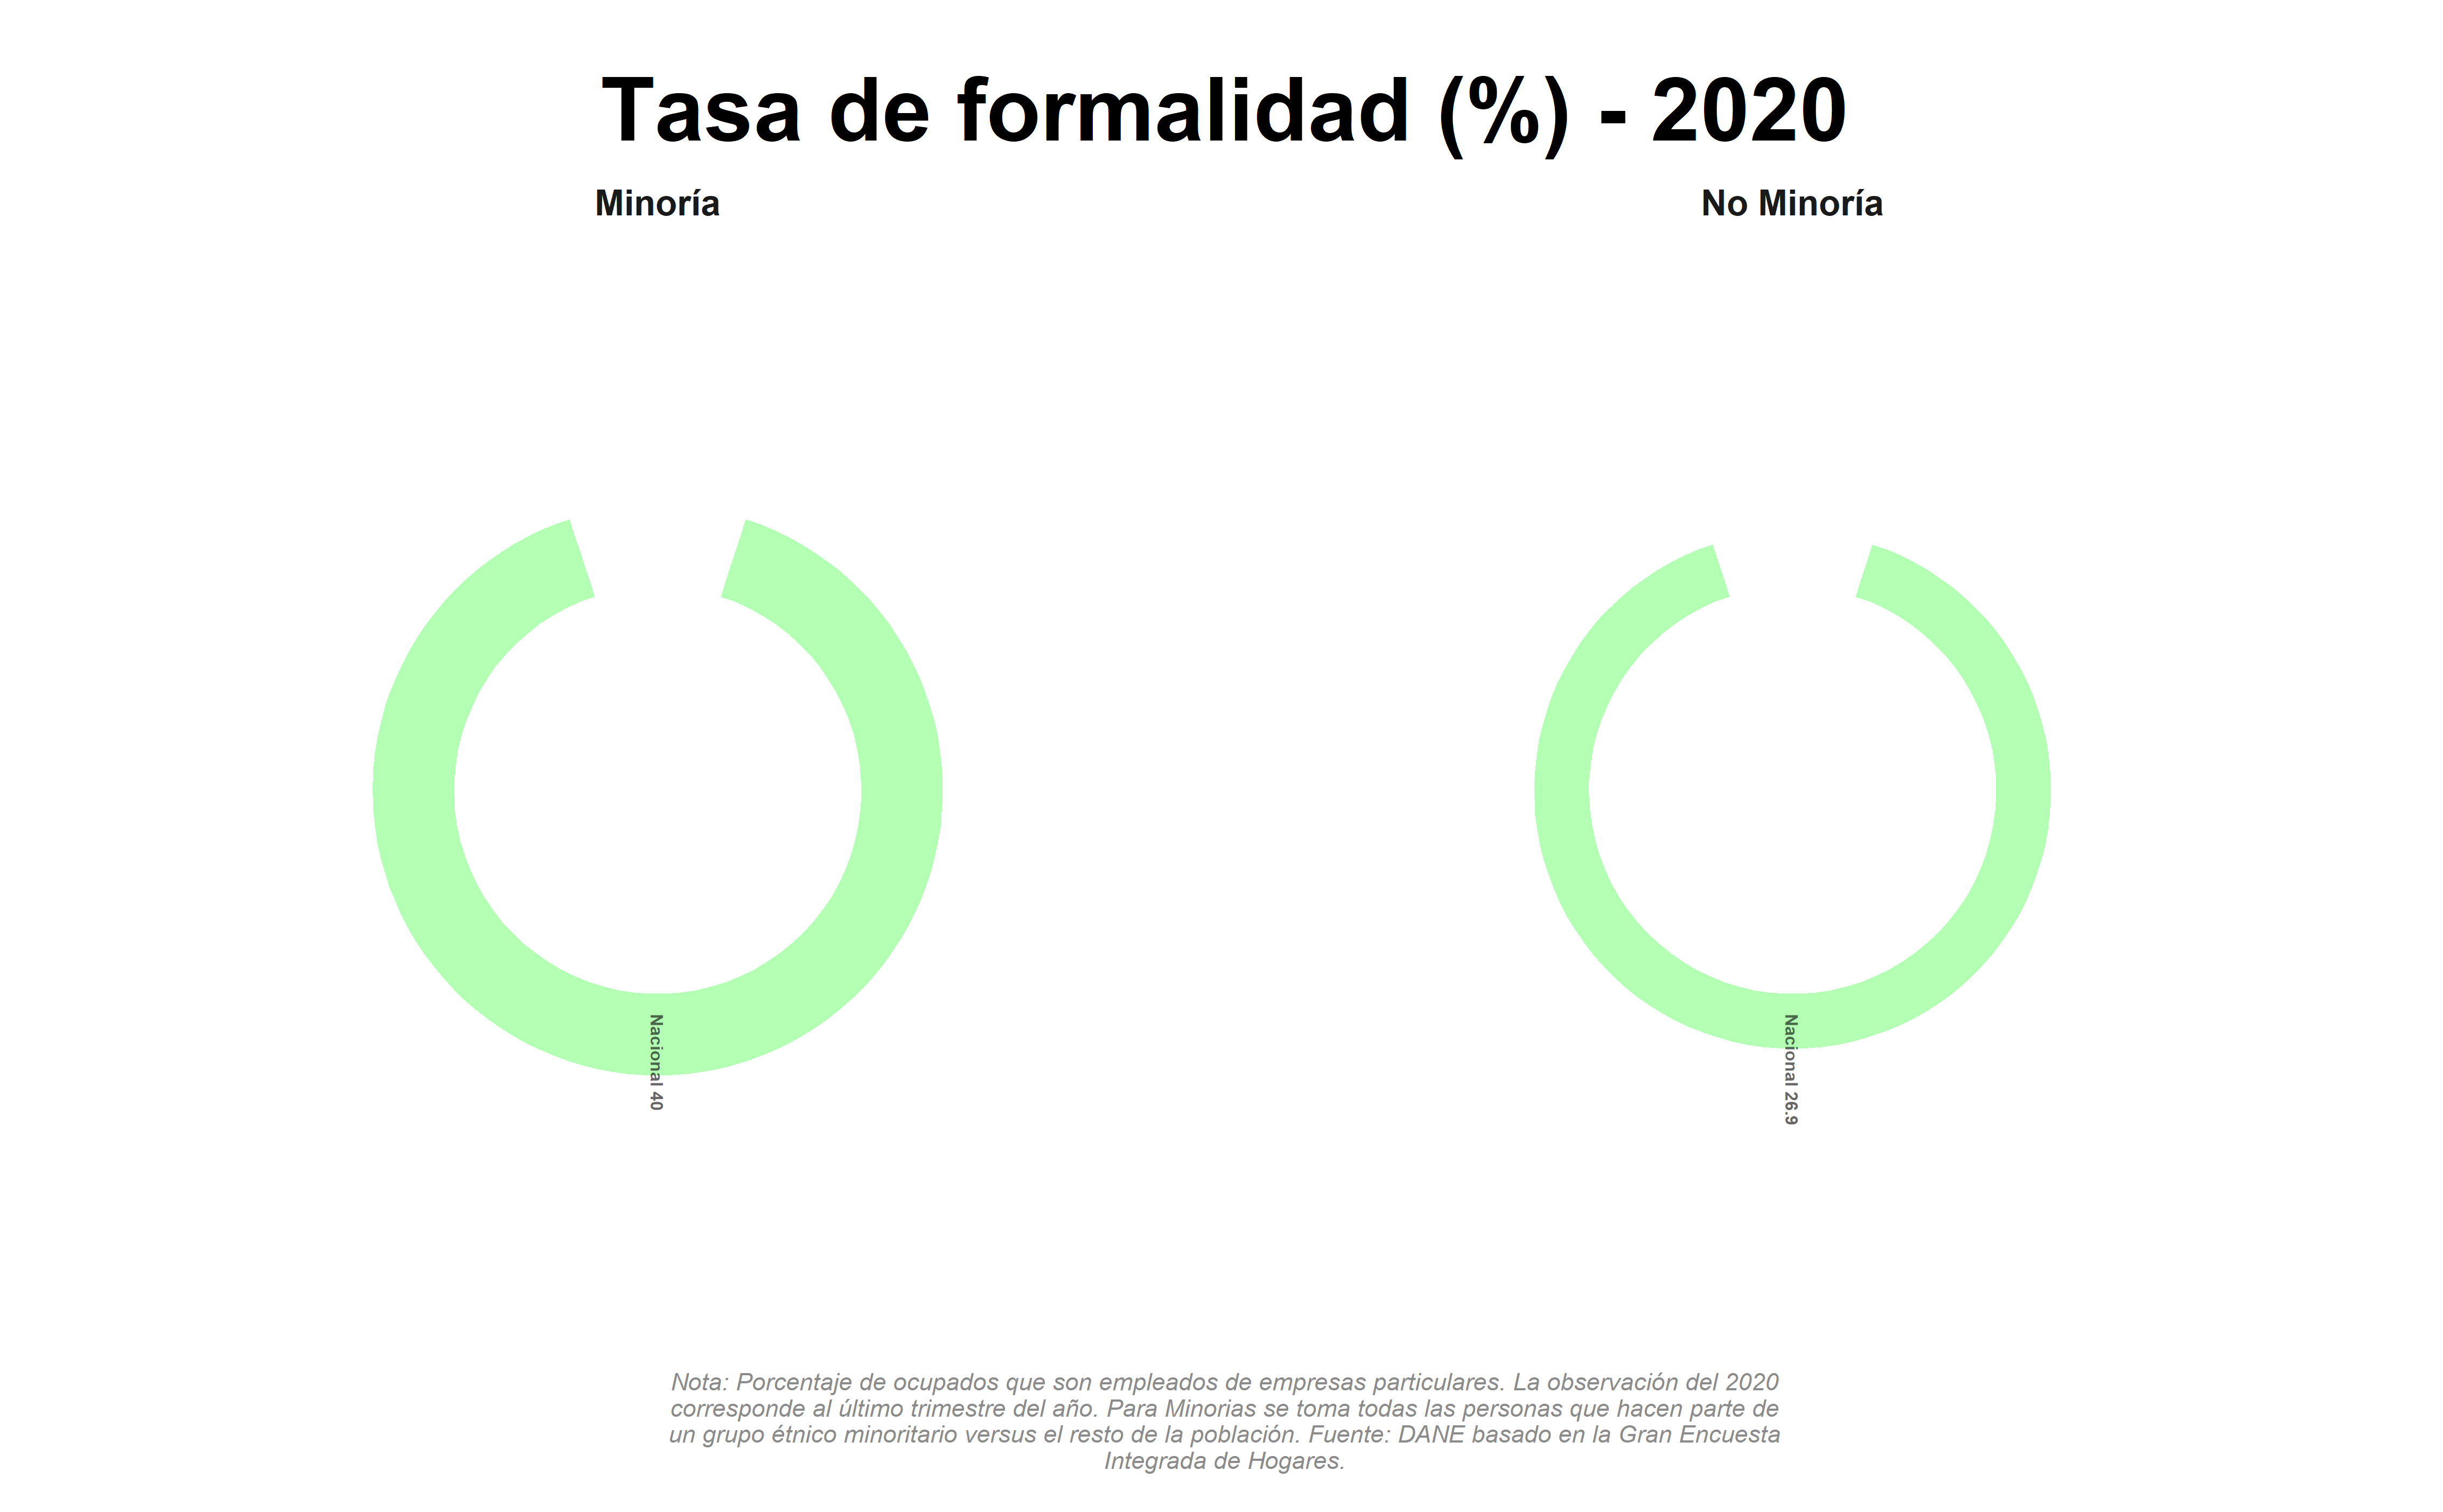 Tasa de formalidad (%) - 2020
Minoría
No Minoría
Nacional 40
Nacional 26.9
Nota: Porcentaje de ocupados que son empleados de empresas particulares. La observación del 2020
corresponde al último trimestre del año. Para Minorias se toma todas las personas que hacen parte de
un grupo étnico minoritario versus el resto de la población. Fuente: DANE basado en la Gran Encuesta
Integrada de Hogares.